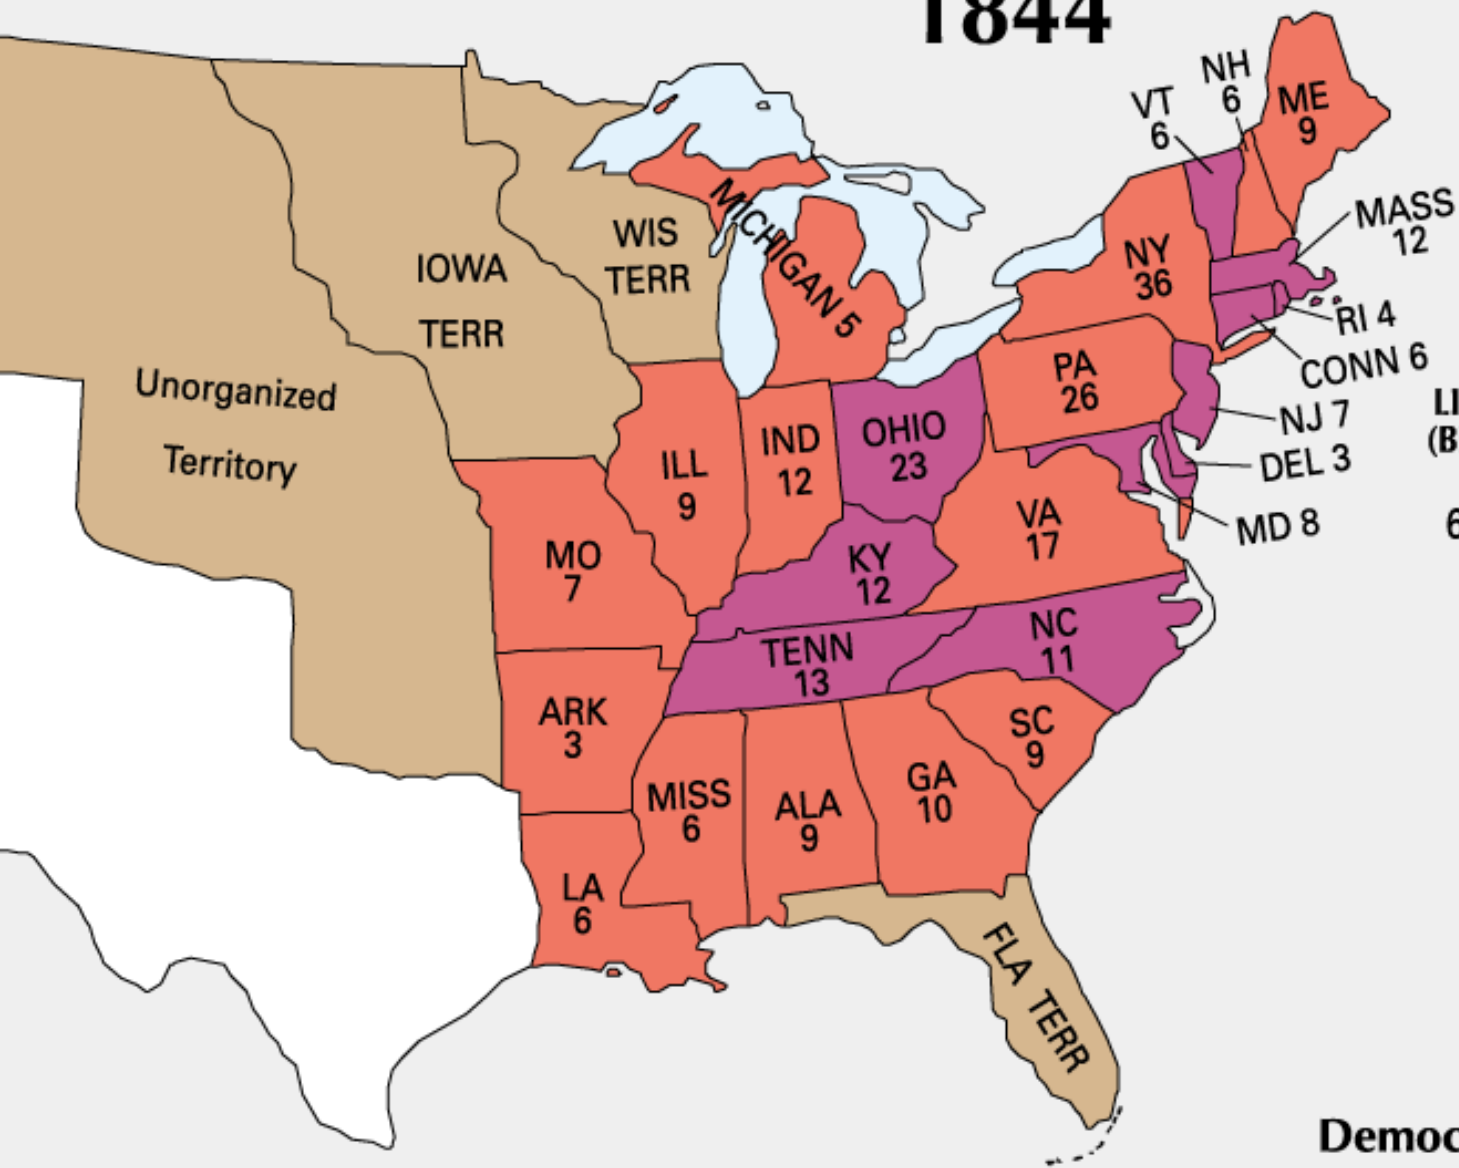 1844
NH
6
VT
6
ME
9
MASS
12
RI 4
CONN 6
NJ 7
DEL 3
MD 8
NY
36
PA
26
MICHIGAN 5
WIS
TERR
IOWA
TERR
Unorganized
Territory
ILL
9
IND
12
OHIO
23
VA
17
MO
7
KY
12
TENN
13
NC
11
ARK
3
SC
9
MISS
6
ALA
9
GA
10
LA
6
FLA TERR
LI
(B
6
Democ